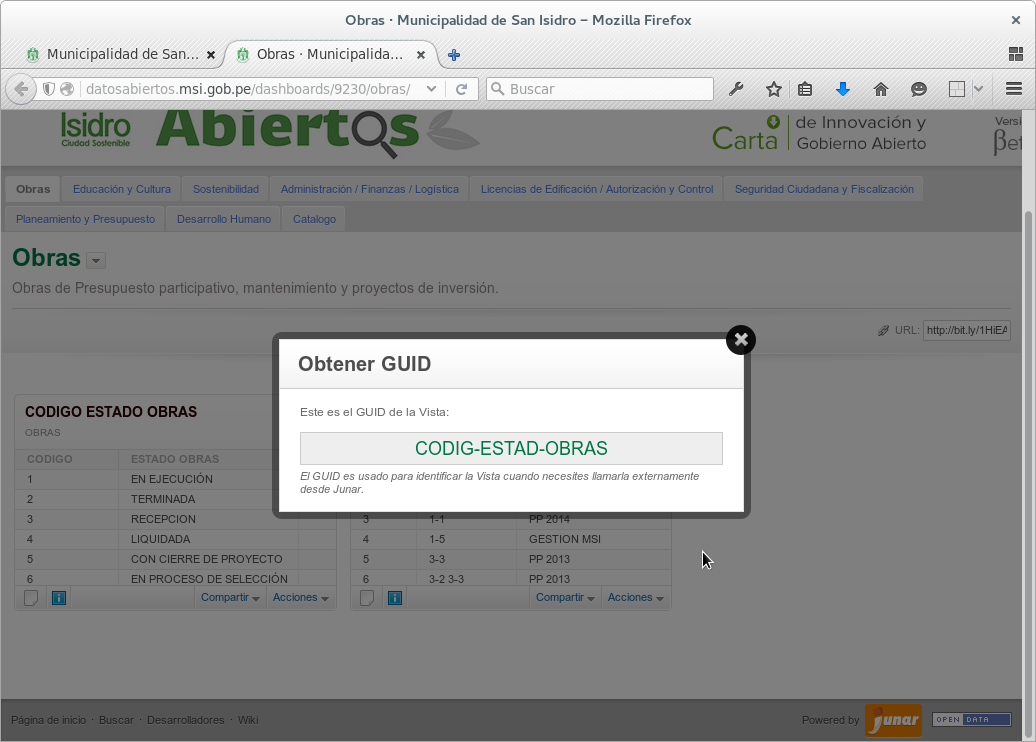 Obras · Municipalidad de San Isidro – Mozilla Firefox
Municipalidad de San...
Obras · Municipalida...
datosabiertos.msi.gob.pe/dashboards/9230/obras/
Buscar
Isidro
Ciudad Sostenible
Abiertos
Carta
de Innovación y
Gobierno Abierto
Versi
βet
Obras
Educación y Cultura
Sostenibilidad
Administración / Finanzas / Logística
Licencias de Edificación / Autorización y Control
Seguridad Ciudadana y Fiscalización
Planeamiento y Presupuesto
Desarrollo Humano
Catalogo
Obras
Obras de Presupuesto participativo, mantenimiento y proyectos de inversión.
URL: http://bit.ly/1HiEA
Obtener GUID
Este es el GUID de la Vista:
CODIG-ESTAD-OBRAS
El GUID es usado para identificar la Vista cuando necesites llamarla externamente
desde Junar.
CODIGO ESTADO OBRAS
OBRAS
CODIGO ESTADO OBRAS
1 EN EJECUCIÓN
2 TERMINADA
3 RECEPCION
4 LIQUIDADA
5 CON CIERRE DE PROYECTO
6 EN PROCESO DE SELECCIÓN
Compartir Acciones
3 1-1 PP 2014
4 1-5 GESTION MSI
5 3-3 PP 2013
6 3-2 3-3 PP 2013
Compartir Acciones
Página de inicio · Buscar · Desarrolladores · Wiki
Powered by junar
OPEN DATA